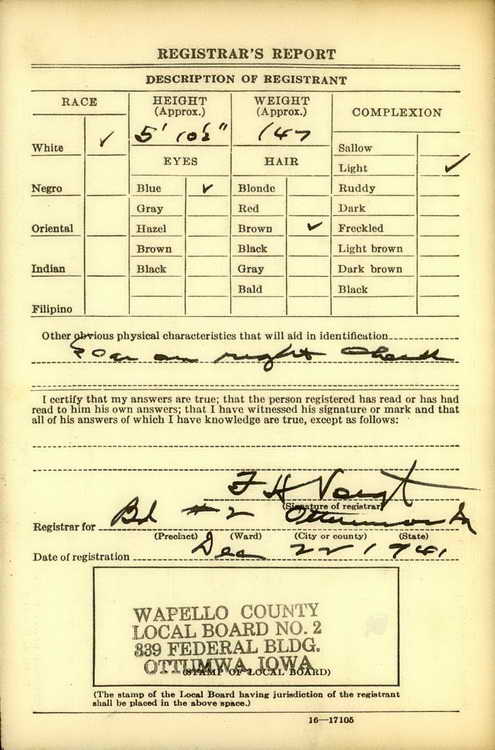 REGISTRAR'S REPORT
DESCRIPTION OF REGISTRANT
RACE
HEIGHT (Approx.)
WEIGHT (Approx.)
COMPLEXION
5' 10½" 147
White ✓
EYES
HAIR
Sallow
Light ✓
Negro
Blue ✓
Blonde
Ruddy
Gray
Red
Dark
Oriental
Hazel
Brown ✓
Freckled
Brown
Black
Light brown
Indian
Black
Gray
Dark brown
Bald
Black
Filipino
Other obvious physical characteristics that will aid in identification
Scar on right cheek
I certify that my answers are true; that the person registered has read or has had
read to him his own answers; that I have witnessed his signature or mark and that
all of his answers of which I have knowledge are true, except as follows:
F H Voigt
(Signature of registrar)
Registrar for Bd #2 Ottumwa Ia
(Precinct) (Ward) (City or county) (State)
Date of registration Dec 22 1941
WAPELLO COUNTY
LOCAL BOARD NO. 2
339 FEDERAL BLDG.
OTTUMWA, IOWA
(STAMP OF LOCAL BOARD)
(The stamp of the Local Board having jurisdiction of the registrant
shall be placed in the above space.)
16—17105